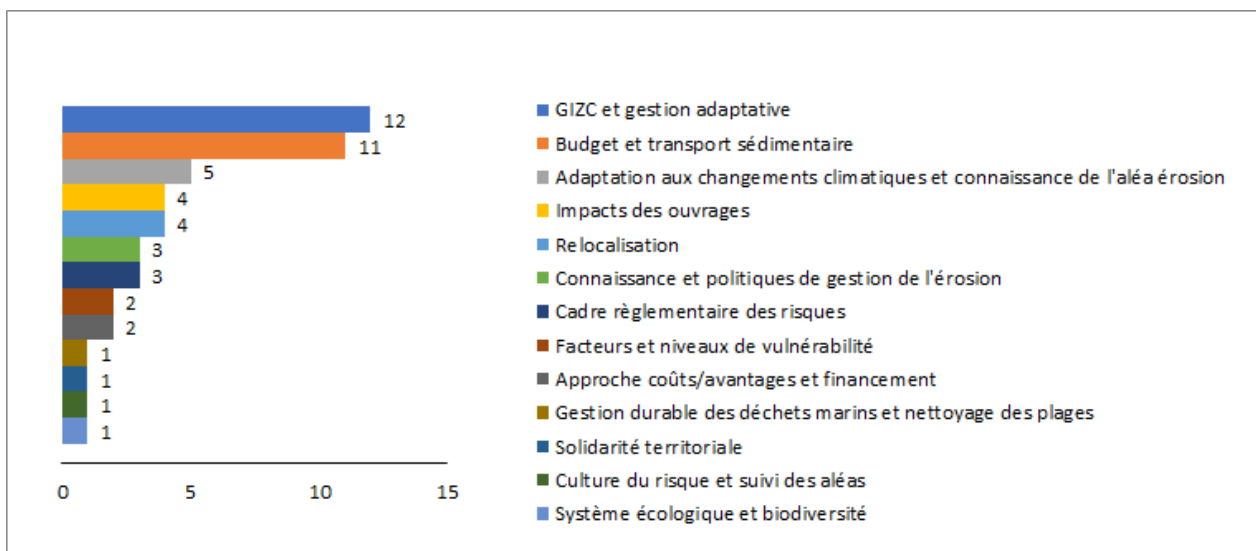 12
GIZC et gestion adaptative
11
Budget et transport sédimentaire
5
Adaptation aux changements climatiques et connaissance de l'aléa érosion
4
Impacts des ouvrages
4
Relocalisation
3
Connaissance et politiques de gestion de l'érosion
3
Cadre règlementaire des risques
2
Facteurs et niveaux de vulnérabilité
2
Approche coûts/avantages et financement
1
Gestion durable des déchets marins et nettoyage des plages
1
Solidarité territoriale
1
Culture du risque et suivi des aléas
1
Système écologique et biodiversité
0 5 10 15